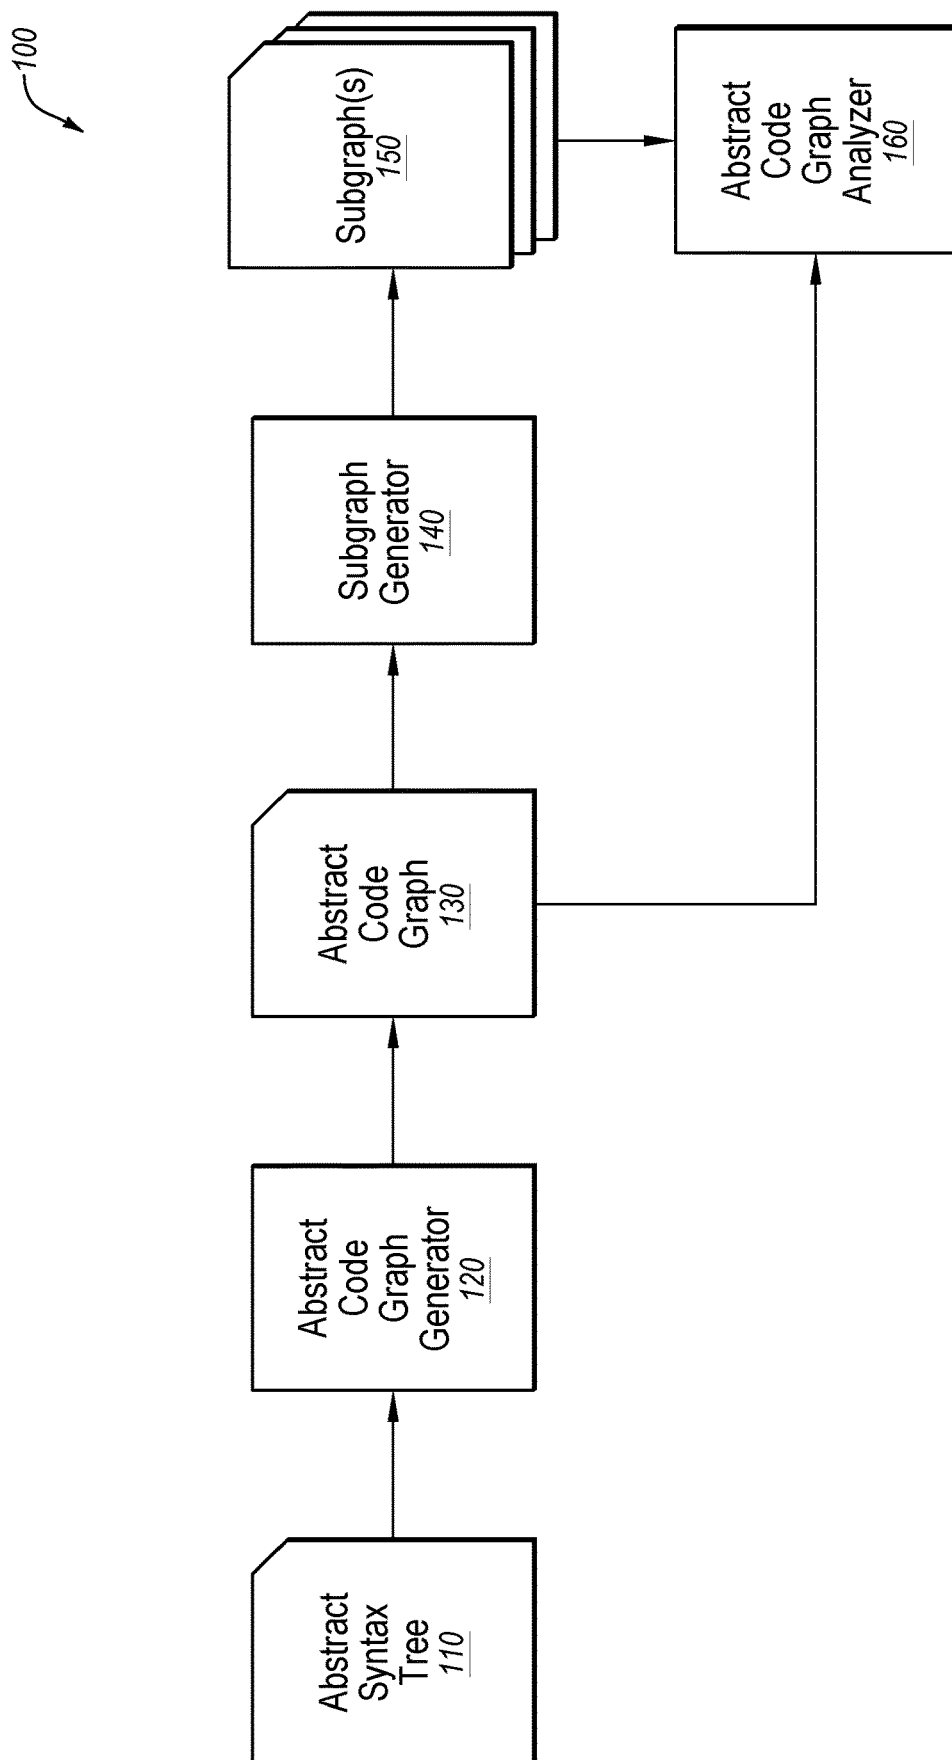 100
Abstract
Syntax
Tree
110
Abstract
Code
Graph
Generator
120
Abstract
Code
Graph
130
Subgraph
Generator
140
Subgraph(s)
150
Abstract
Code
Graph
Analyzer
160